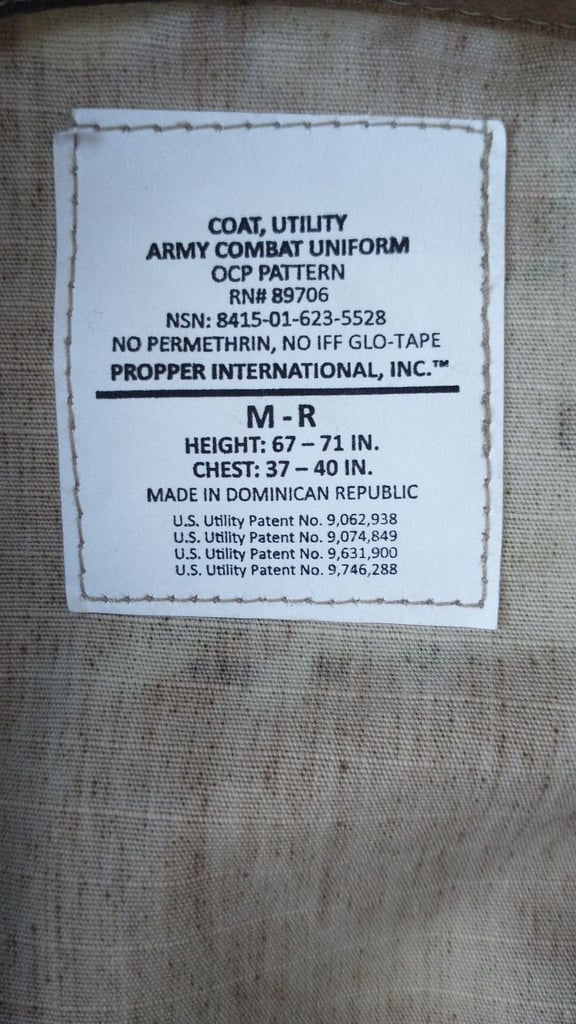 COAT, UTILITY
ARMY COMBAT UNIFORM
OCP PATTERN
RN# 89706
NSN: 8415-01-623-5528
NO PERMETHRIN, NO IFF GLO-TAPE
PROPPER INTERNATIONAL, INC.™
M - R
HEIGHT: 67 – 71 IN.
CHEST: 37 – 40 IN.
MADE IN DOMINICAN REPUBLIC
U.S. Utility Patent No. 9,062,938
U.S. Utility Patent No. 9,074,849
U.S. Utility Patent No. 9,631,900
U.S. Utility Patent No. 9,746,288